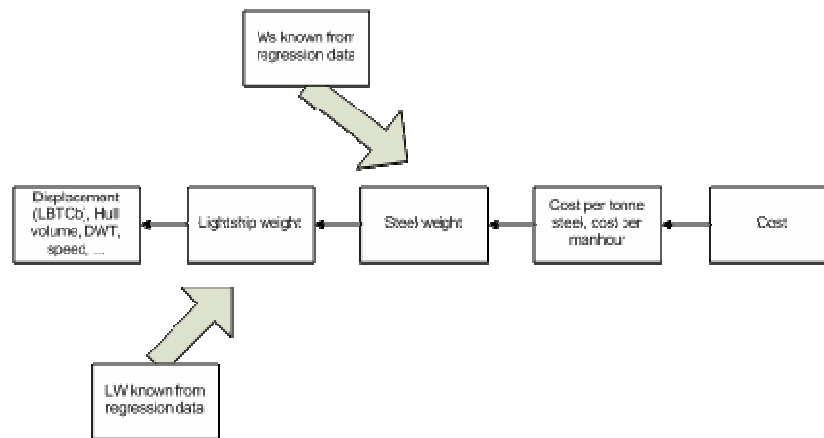 Ws known from
regression data
Displacement
(LBTCb), Hull
volume, DWT,
speed, ...
Lightship weight
Steel weight
Cost per tonne
steel, cost per
manhour
Cost
LW known from
regression data